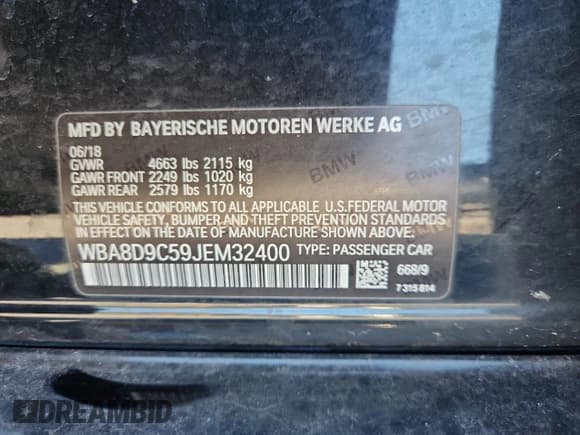 MFD BY BAYERISCHE MOTOREN WERKE AG
06/18
GVWR 4663 lbs 2115 kg
GAWR FRONT 2249 lbs 1020 kg
GAWR REAR 2579 lbs 1170 kg
THIS VEHICLE CONFORMS TO ALL APPLICABLE U.S.FEDERAL MOTOR
VEHICLE SAFETY, BUMPER AND THEFT PREVENTION STANDARDS
IN EFFECT ON THE DATE OF MANUFACTURE SHOWN ABOVE.
WBA8D9C59JEM32400 TYPE: PASSENGER CAR
668/9
7 315 814
BMW
BMW
BMW
DREAMBID